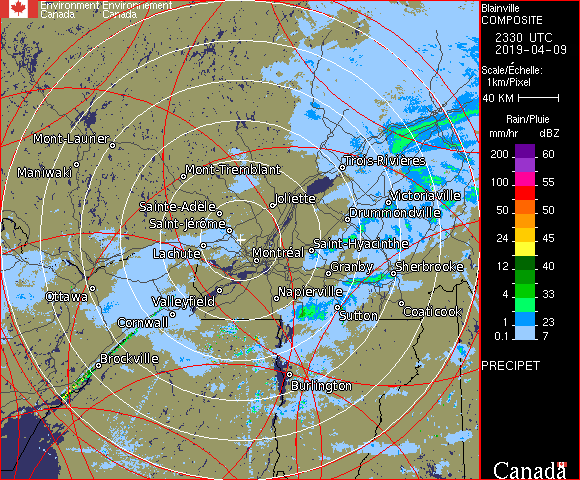 Environment Environnement
Canada Canada
Blainville
COMPOSITE
2330 UTC
2019-04-09
Scale/Échelle:
1km/Pixel
40 KM
Rain/Pluie
mm/hr dBZ
200 60
100 55
50 50
24 45
12 40
4 33
1 23
0.1 7
PRECIPET
Canada
Mont-Laurier
Maniwaki
Mont-Tremblant
Trois-Rivières
Joliette
Victoriaville
Sainte-Adèle
Drummondville
Saint-Jérôme
Lachute
Montréal
Saint-Hyacinthe
Granby
Sherbrooke
Ottawa
Valleyfield
Napierville
Cornwall
Sutton
Coaticook
Brockville
Burlington